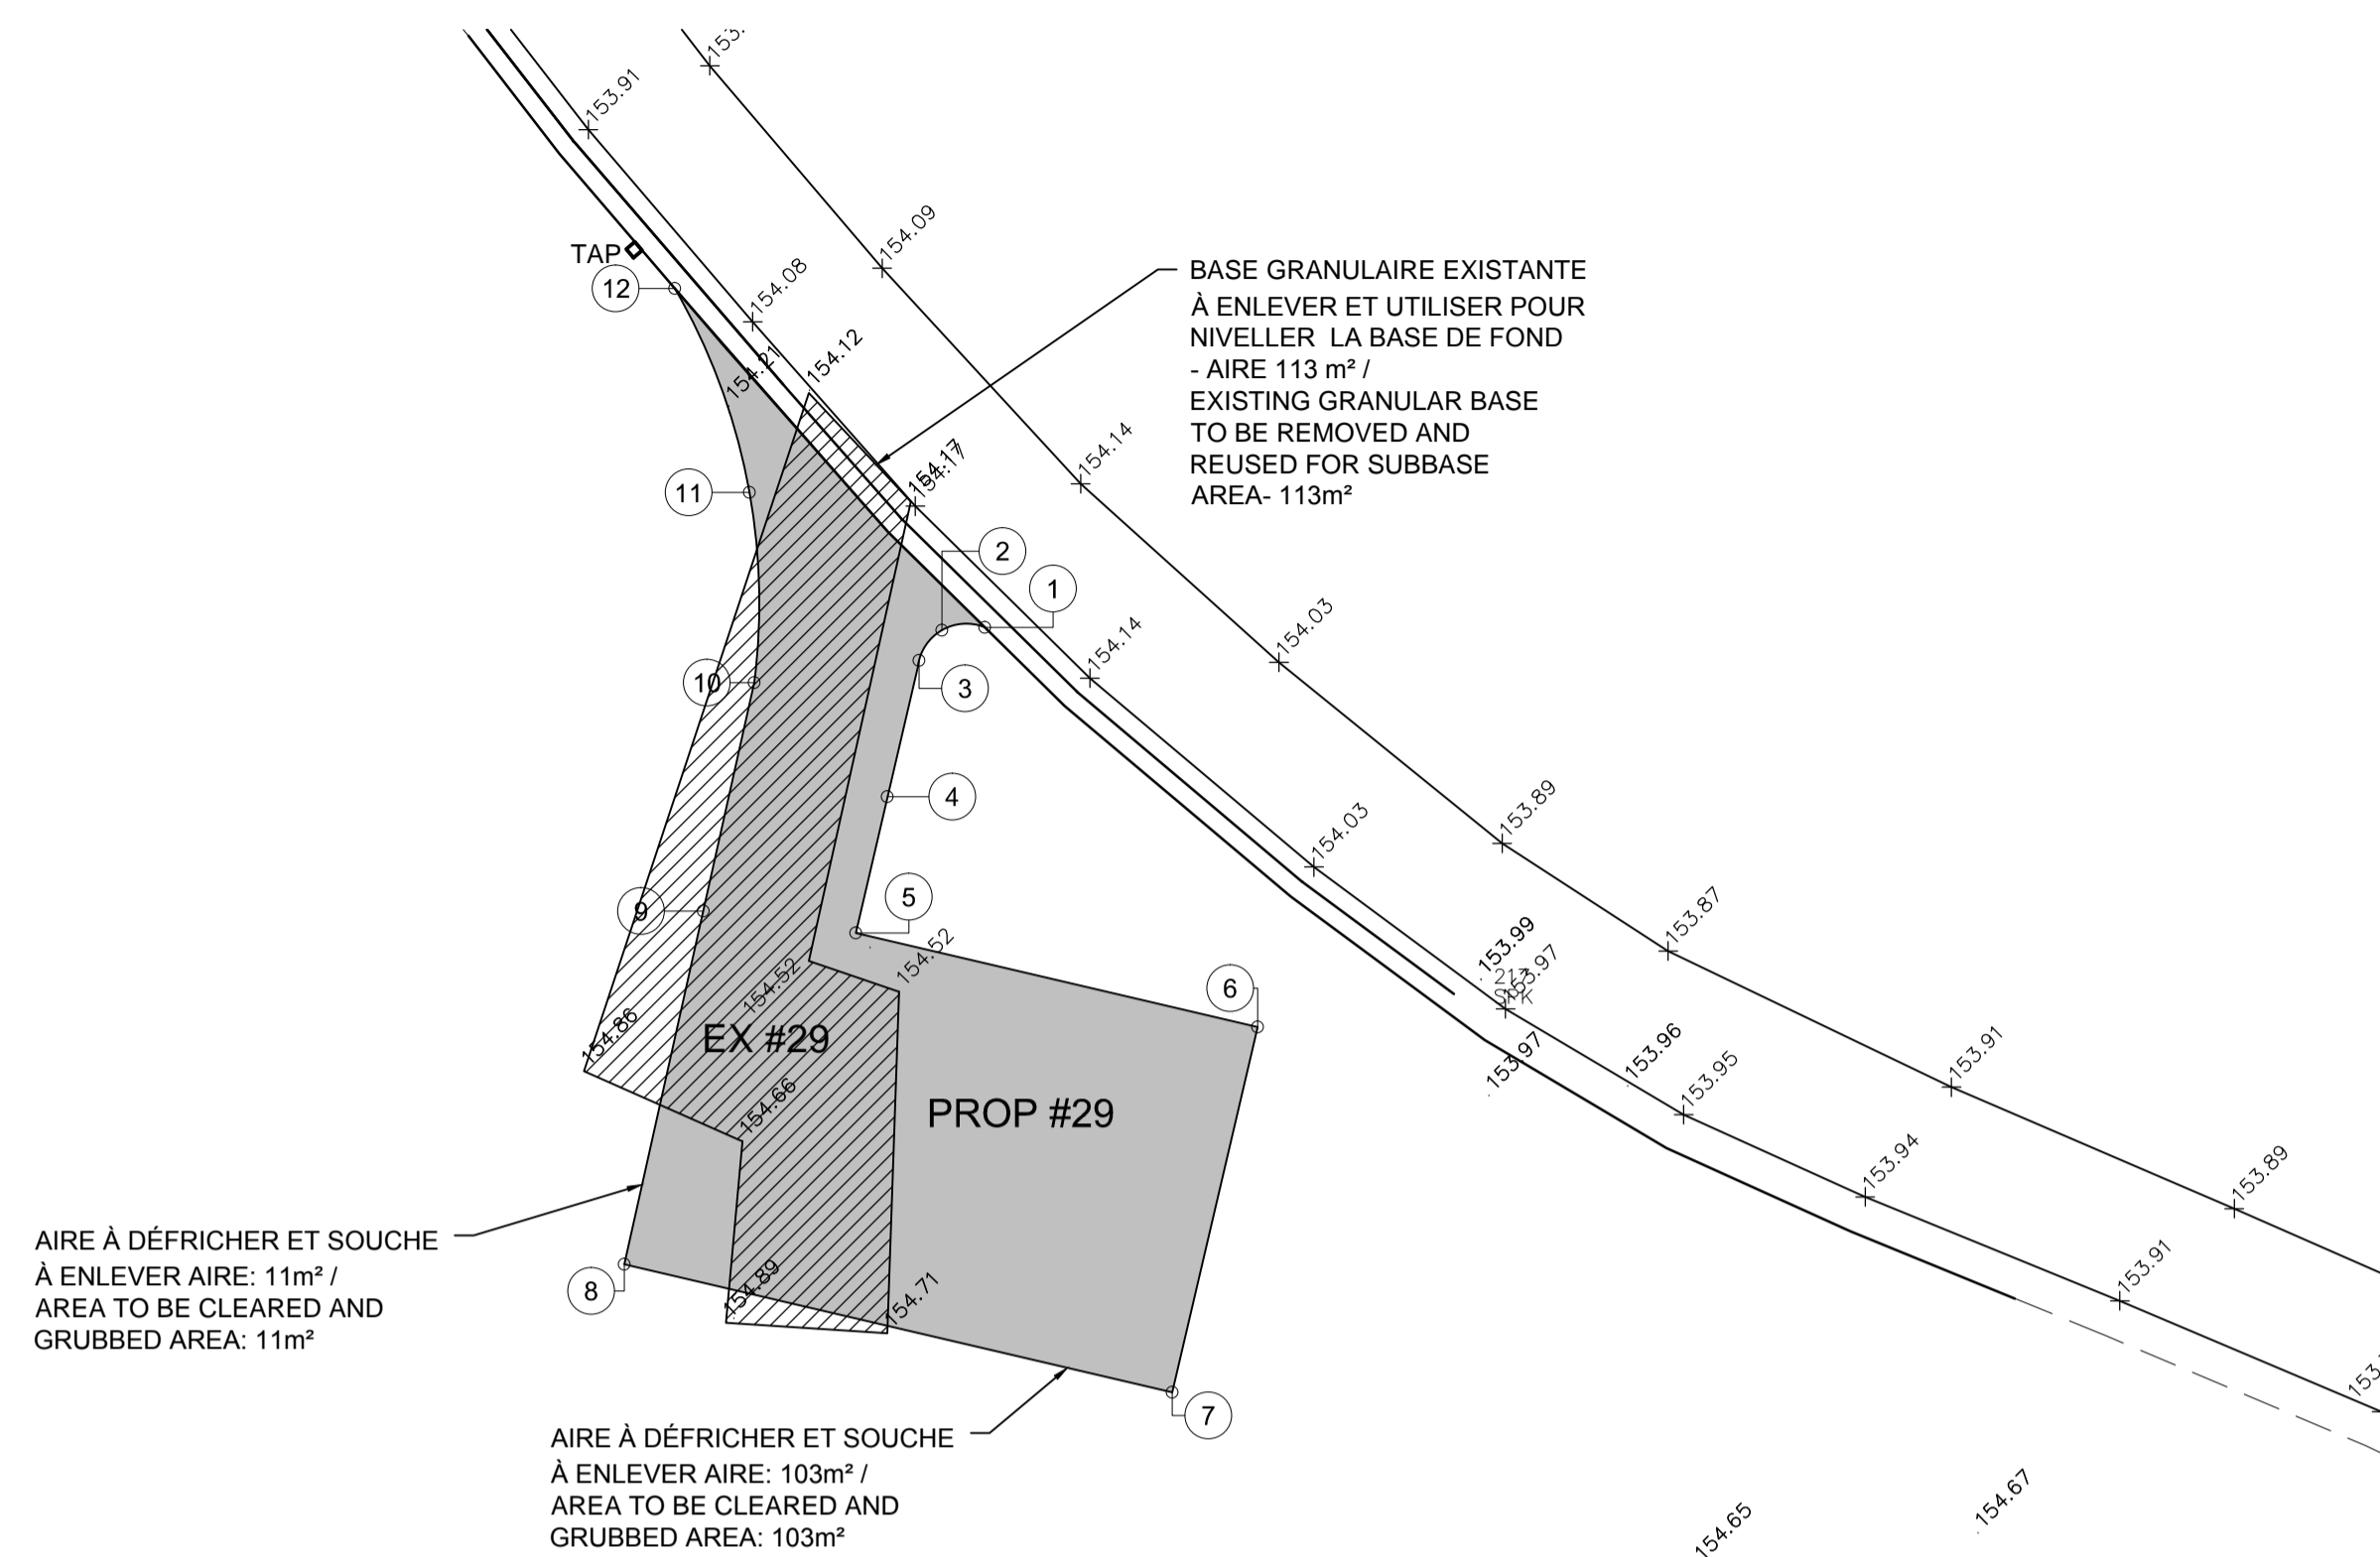 153.91
154.09
TAP
12
154.08
154.21
154.12
BASE GRANULAIRE EXISTANTE
À ENLEVER ET UTILISER POUR
NIVELLER LA BASE DE FOND
- AIRE 113 m² /
EXISTING GRANULAR BASE
TO BE REMOVED AND
REUSED FOR SUBBASE
AREA- 113m²
11
154.17
154.17
154.14
2
1
3
10
154.14
154.03
4
9
5
154.03
153.89
154.52
154.52
6
153.99
153.97
217
SPK
153.87
154.86
EX #29
154.66
PROP #29
153.97
153.96
153.95
153.91
153.94
153.89
153.91
AIRE À DÉFRICHER ET SOUCHE
À ENLEVER AIRE: 11m² /
AREA TO BE CLEARED AND
GRUBBED AREA: 11m²
8
154.89
154.71
7
AIRE À DÉFRICHER ET SOUCHE
À ENLEVER AIRE: 103m² /
AREA TO BE CLEARED AND
GRUBBED AREA: 103m²
154.65
154.67